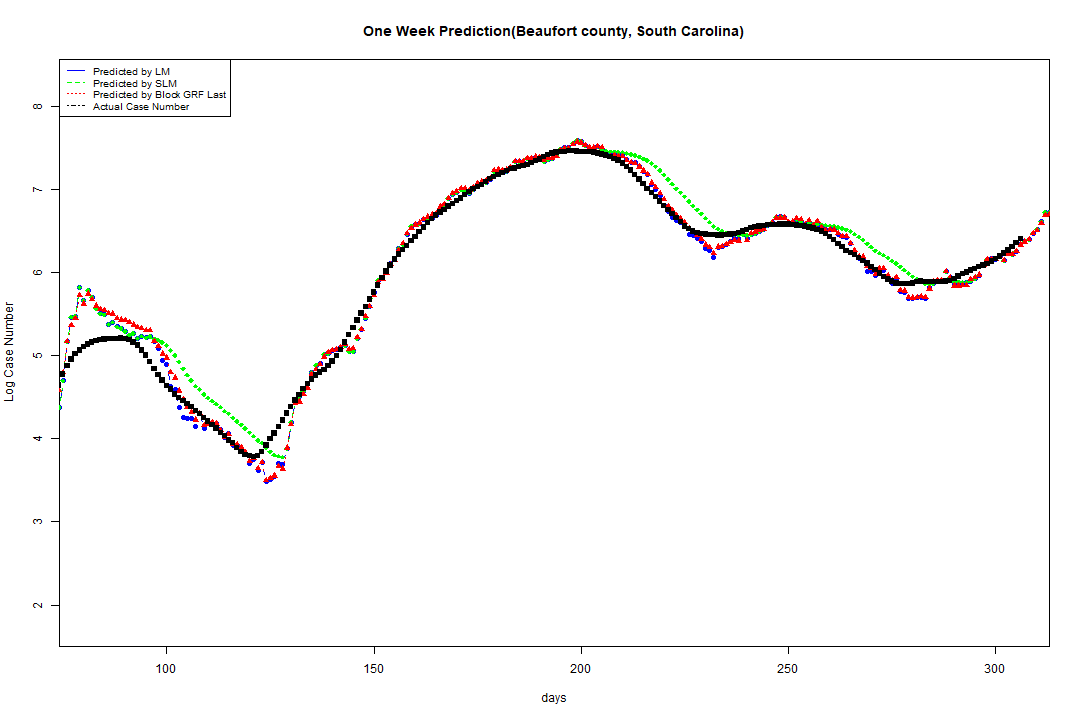 One Week Prediction(Beaufort county, South Carolina)
Predicted by LM
Predicted by SLM
Predicted by Block GRF Last
Actual Case Number
8
7
6
5
4
3
2
Log Case Number
100 150 200 250 300
days